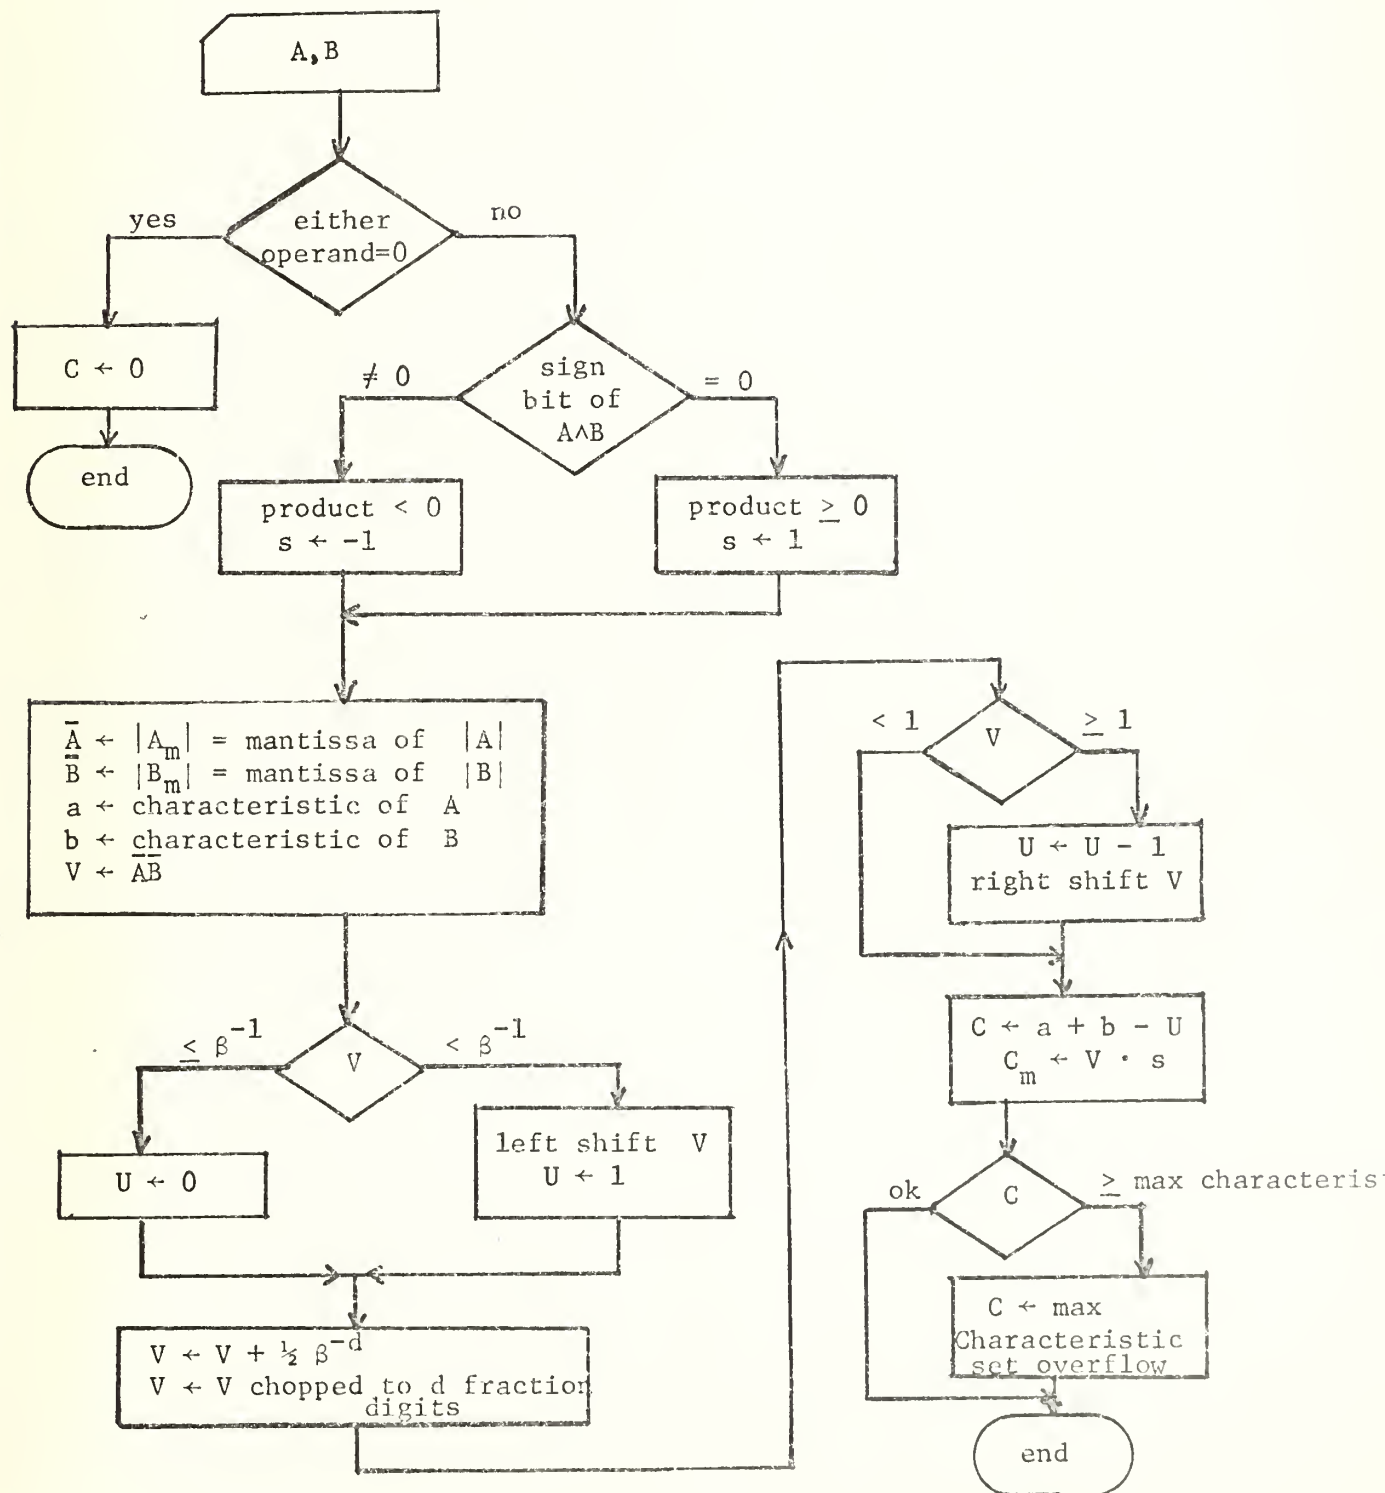 A,B
yes
either
operand=0
no
C ← 0
end
≠ 0
sign
bit of
A∧B
= 0
product < 0
s ← -1
product ≥ 0
s ← 1
A̅ ← |A_m| = mantissa of |A|
B̅ ← |B_m| = mantissa of |B|
a ← characteristic of A
b ← characteristic of B
V ← A̅B̅
≤ β⁻¹
V
< β⁻¹
U ← 0
left shift V
U ← 1
V ← V + ½ β⁻ᵈ
V ← V chopped to d fraction
digits
< 1
V
≥ 1
U ← U - 1
right shift V
C ← a + b - U
C_m ← V · s
ok
C
≥ max characteris
C ← max
Characteristic
set overflow
end